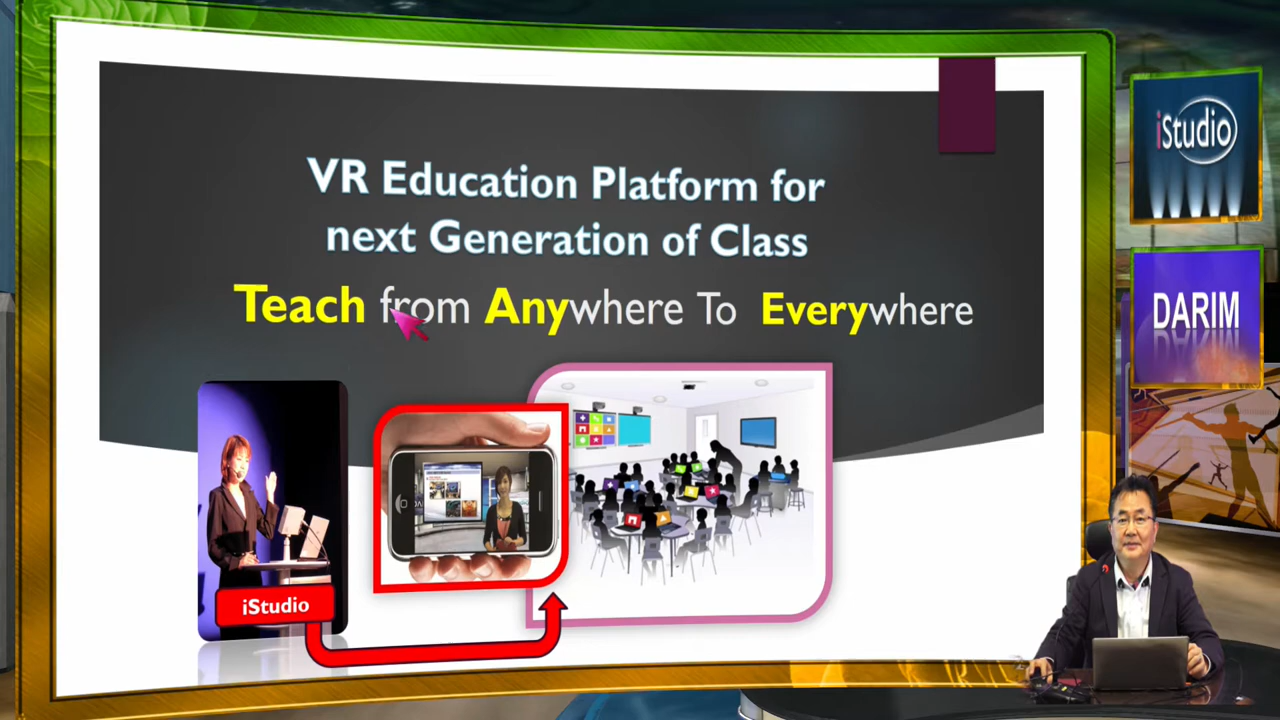 VR Education Platform for
next Generation of Class
Teach from Anywhere To Everywhere
iStudio
iStudio
DARIM